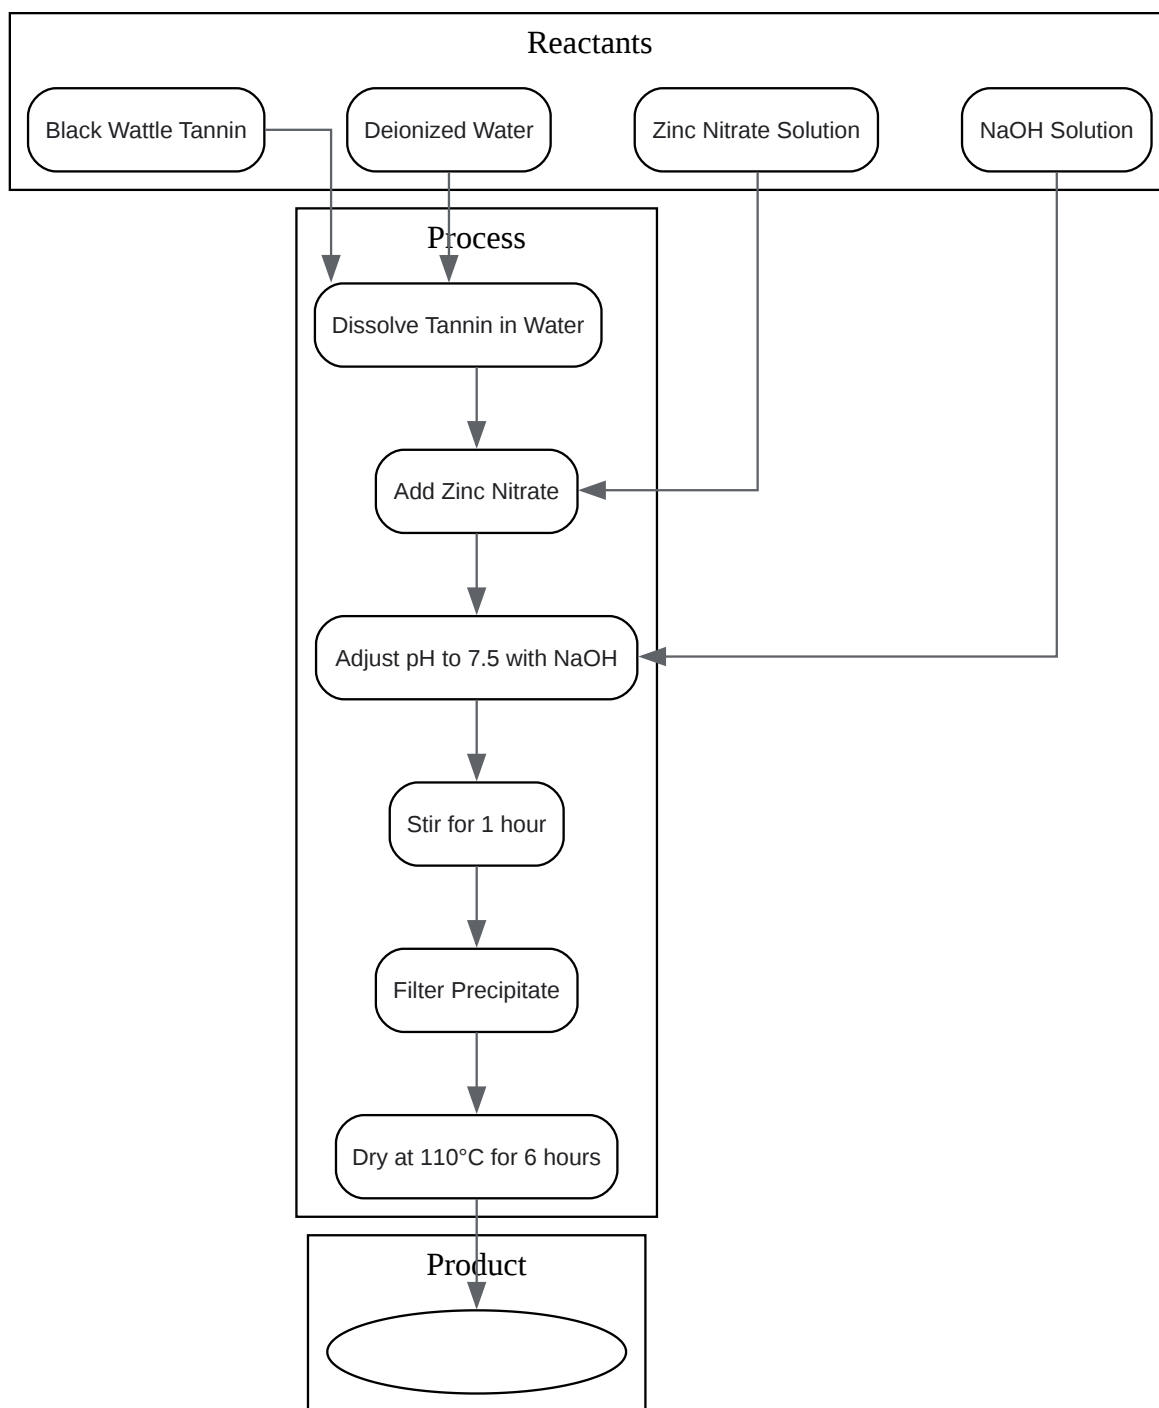 Reactants
Black Wattle Tannin
Deionized Water
Zinc Nitrate Solution
NaOH Solution
Process
Dissolve Tannin in Water
Add Zinc Nitrate
Adjust pH to 7.5 with NaOH
Stir for 1 hour
Filter Precipitate
Dry at 110°C for 6 hours
Product